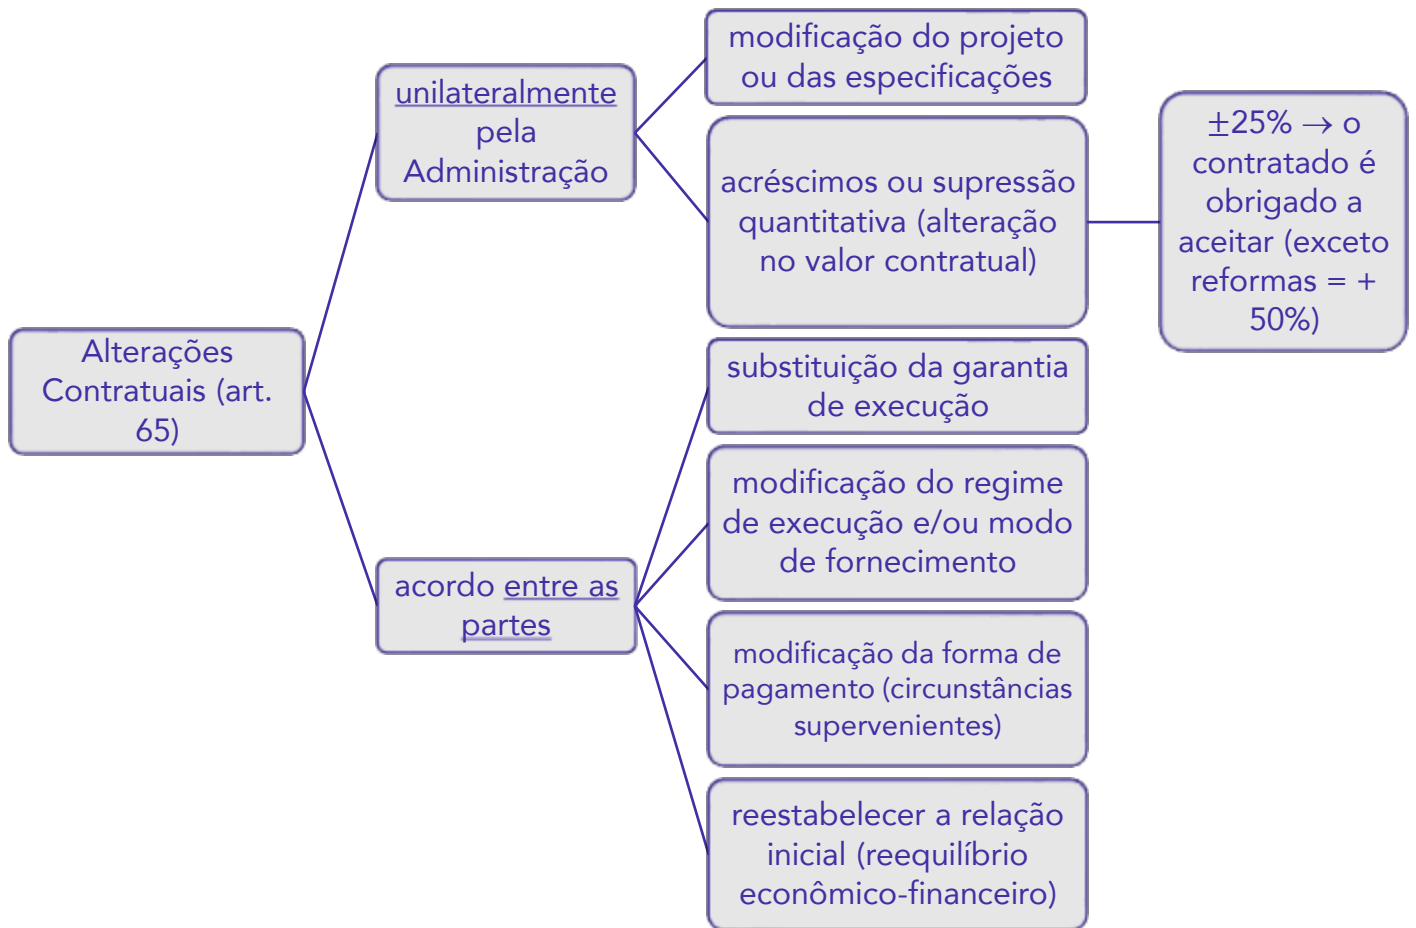 Alterações
Contratuais (art.
65)
unilateralmente
pela
Administração
modificação do projeto
ou das especificações
acréscimos ou supressão
quantitativa (alteração
no valor contratual)
±25% → o
contratado é
obrigado a
aceitar (exceto
reformas = +
50%)
acordo entre as
partes
substituição da garantia
de execução
modificação do regime
de execução e/ou modo
de fornecimento
modificação da forma de
pagamento (circunstâncias
supervenientes)
reestabelecer a relação
inicial (reequilíbrio
econômico-financeiro)